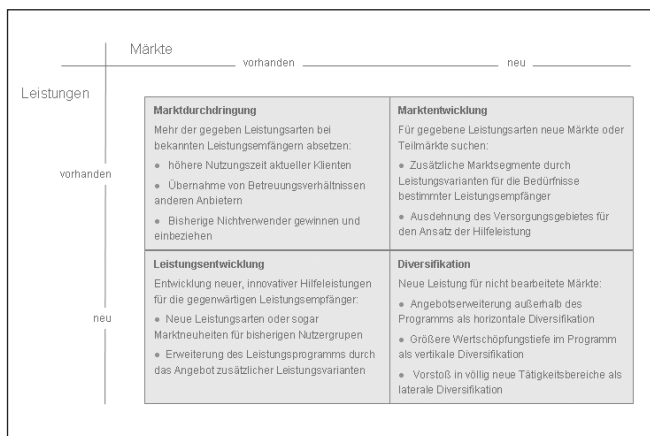 Märkte
vorhanden
neu
Leistungen
vorhanden
Marktdurchdringung
Mehr der gegeben Leistungsarten bei
bekannten Leistungsemfängern absetzen:
● höhere Nutzungszeit aktueller Klienten
● Übernahme von Betreuungsverhältnissen
anderen Anbietern
● Bisherige Nichtverwender gewinnen und
einbeziehen
Marktentwicklung
Für gegebene Leistungsarten neue Märkte oder
Teilmärkte suchen:
● Zusätzliche Marktsegmente durch
Leistungsvarianten für die Bedürfnisse
bestimmter Leistungsempfänger
● Ausdehnung des Versorgungsgebietes für
den Ansatz der Hilfeleistung
neu
Leistungsentwicklung
Entwicklung neuer, innovativer Hilfeleistungen
für die gegenwärtigen Leistungsempfänger:
● Neue Leistungsarten oder sogar
Marktneuheiten für bisherigen Nutzergrupen
● Erweiterung des Leistungsprogramms durch
das Angebot zusätzlicher Leistungsvarianten
Diversifikation
Neue Leistung für nicht bearbeitete Märkte:
● Angebotserweiterung außerhalb des
Programms als horizontale Diversifikation
● Größere Wertschöpfungstiefe im Programm
als vertikale Diversifikation
● Vorstoß in völlig neue Tätigkeitsbereiche als
laterale Diversifikation